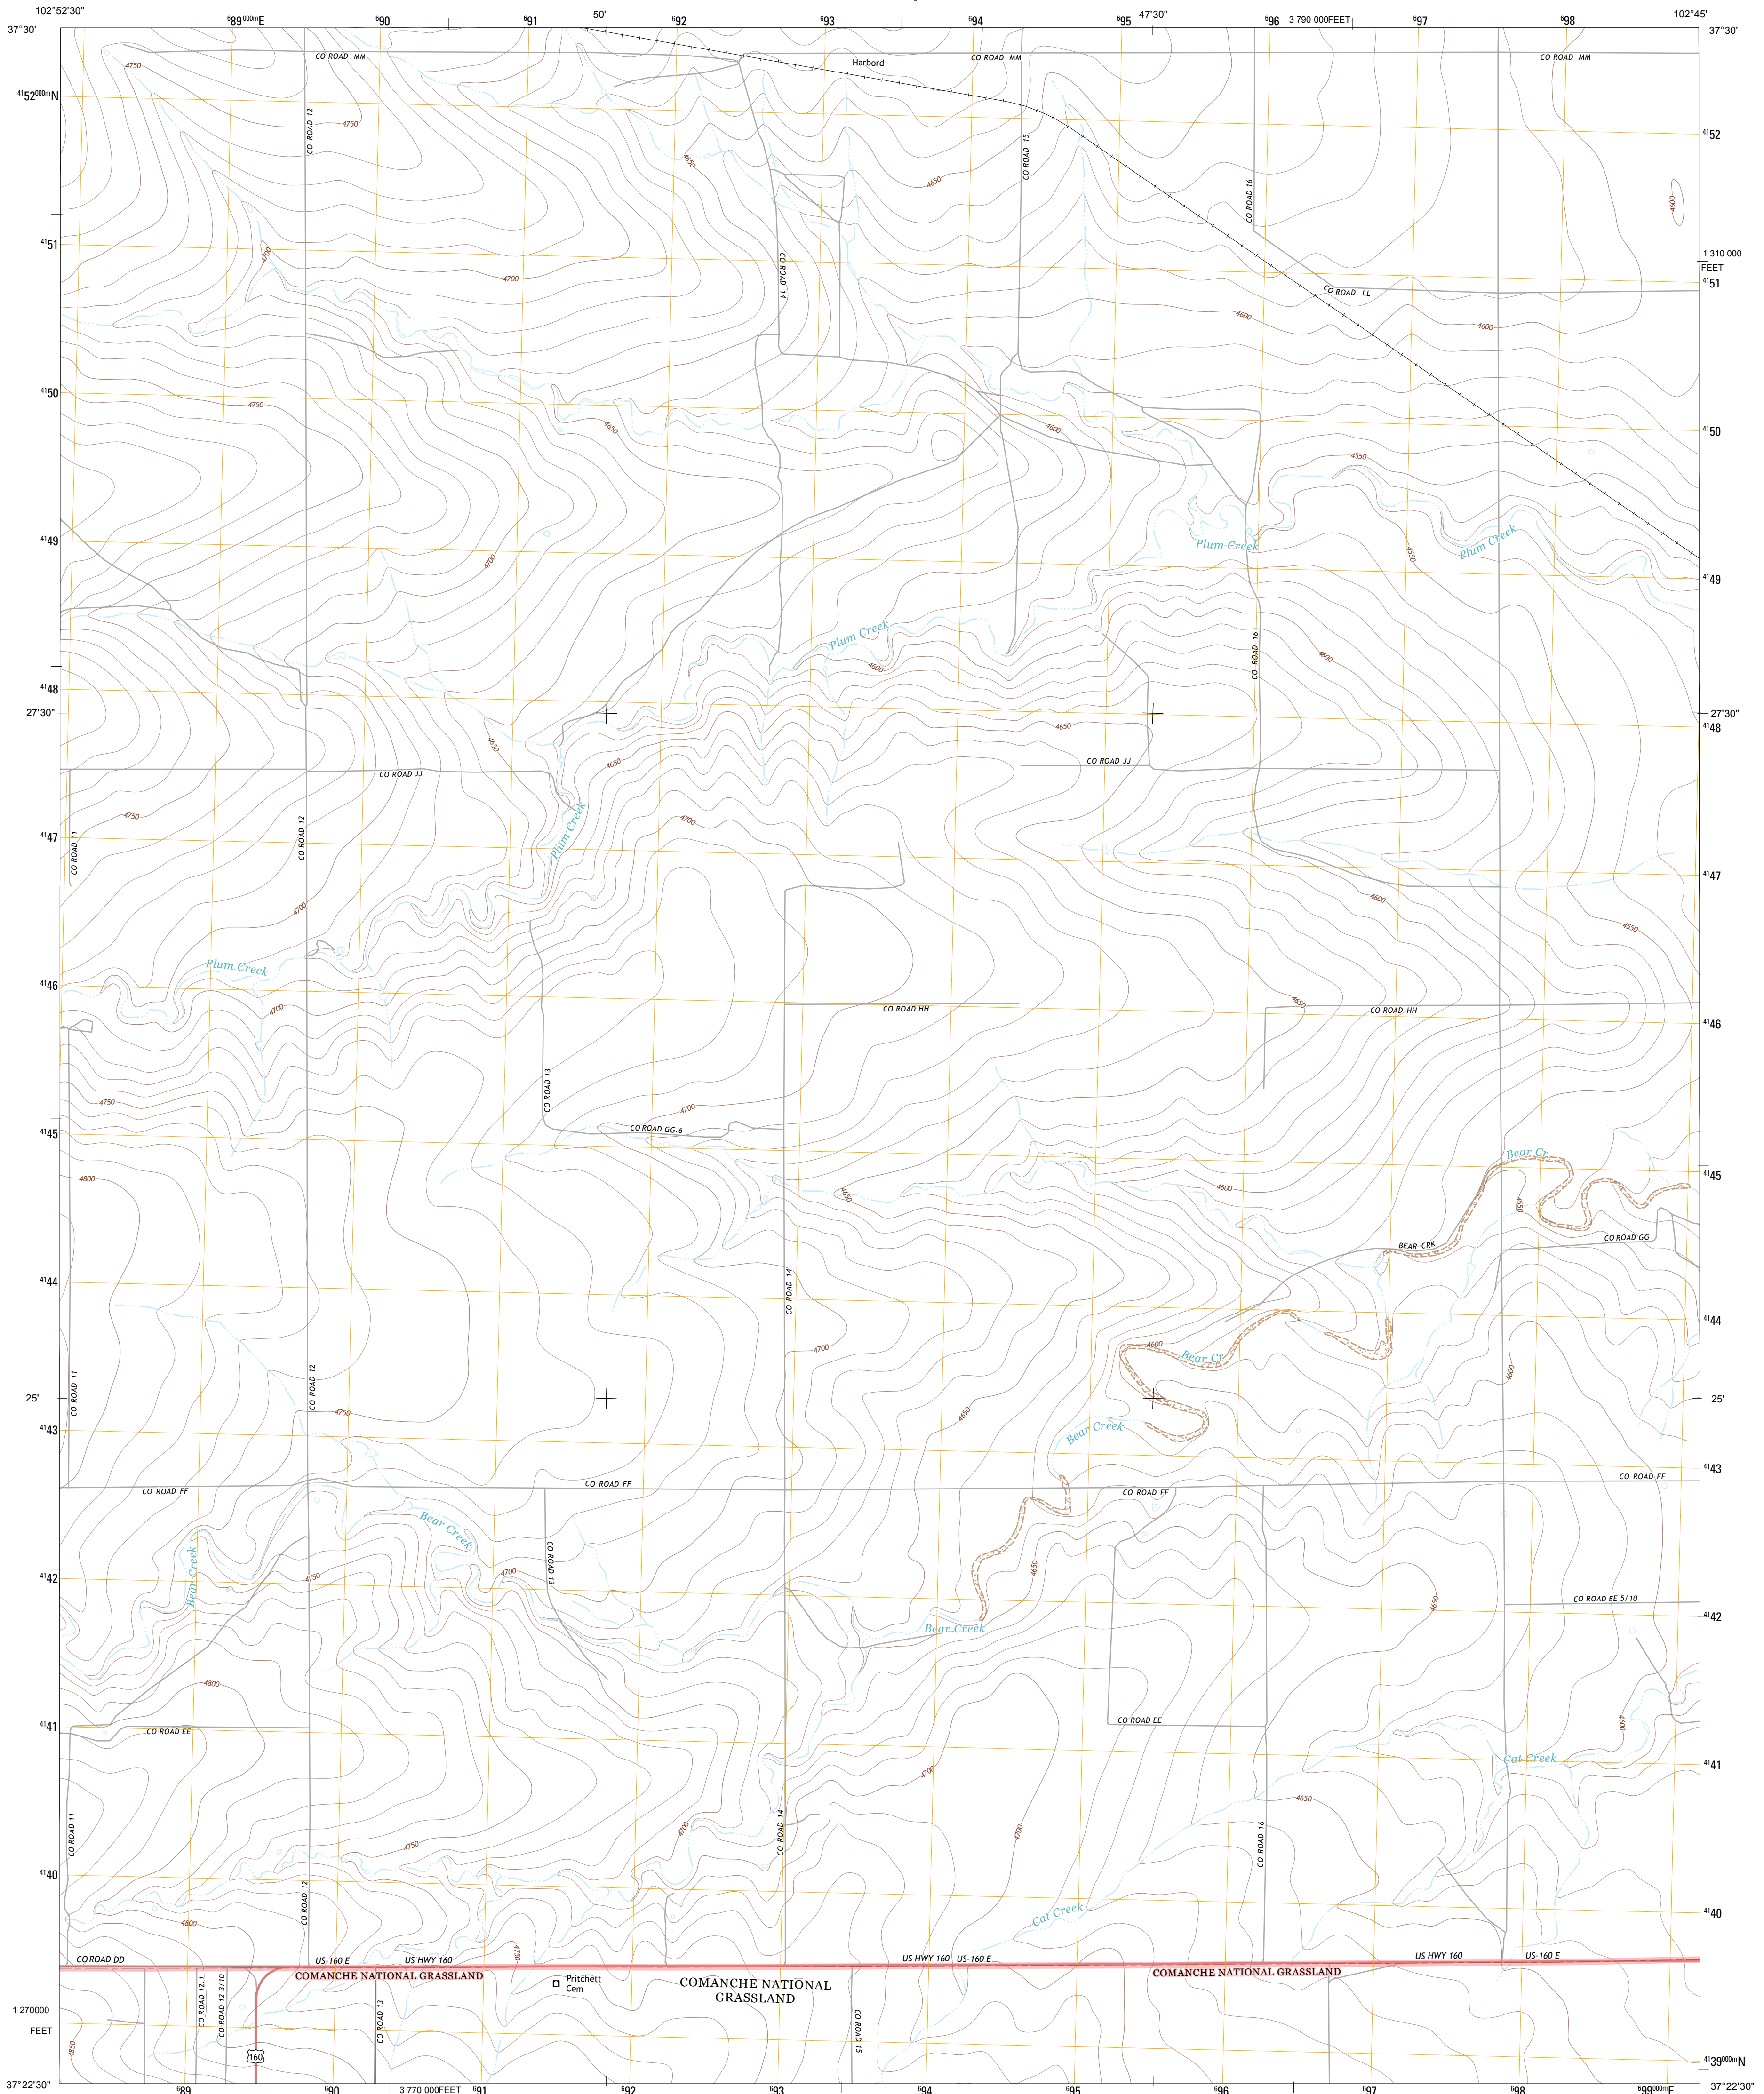 102°52'30"
689000mE
690
691
50'
692
693
694
695
47'30"
696
3 790 000FEET
697
698
102°45'
37°30'
37°30'
CO ROAD MM
Harbord
CO ROAD MM
CO ROAD MM
4750
4152000mN
4750
CO ROAD 12
4152
4650
CO ROAD 15
4650
CO ROAD 16
4600
4151
4700
4700
CO ROAD 14
1 310 000
FEET
4151
CO ROAD LL
4600
4600
4150
4750
4650
4600
4150
4550
4149
4700
Plum Creek
Plum Creek
4550
4149
Plum Creek
4600
CO ROAD 16
4600
4148
27'30"
27'30"
4148
4650
4650
4650
CO ROAD JJ
CO ROAD JJ
4750
4700
Plum Creek
4147
CO ROAD 11
CO ROAD 12
4147
4600
4700
4550
Plum Creek
4146
4700
4650
CO ROAD HH
CO ROAD HH
4146
CO ROAD 13
4750
4700
4145
CO ROAD GG.6
Bear Cr
4145
4800
4650
4600
4550
CO ROAD GG
BEAR CRK
4144
CO ROAD 14
4144
4600
4700
Bear Cr
4600
CO ROAD 11
CO ROAD 12
25'
25'
4750
4650
Bear Creek
4143
4143
CO ROAD FF
CO ROAD FF
CO ROAD FF
CO ROAD FF
Bear Creek
Bear Creek
CO ROAD 13
4142
4750
4700
4650
4650
CO ROAD EE 5/10
4142
Bear Creek
4800
4141
CO ROAD EE
CO ROAD EE
4600
Cat Creek
4141
4700
4650
CO ROAD 11
4750
4700
CO ROAD 14
4700
CO ROAD 16
4140
CO ROAD 12
Cat Creek
4140
4800
4750
CO ROAD DD
US-160 E
US HWY 160
US HWY 160
US-160 E
US HWY 160
US-160 E
COMANCHE NATIONAL GRASSLAND
COMANCHE NATIONAL GRASSLAND
Pritchett
Cem
COMANCHE NATIONAL
GRASSLAND
CO ROAD 12.1
CO ROAD 12 3/10
CO ROAD 13
CO ROAD 15
1 270000
FEET
4850
160
4139000mN
37°22'30"
689
690
3 770 000FEET
691
692
693
694
695
696
697
698
699000mE
37°22'30"